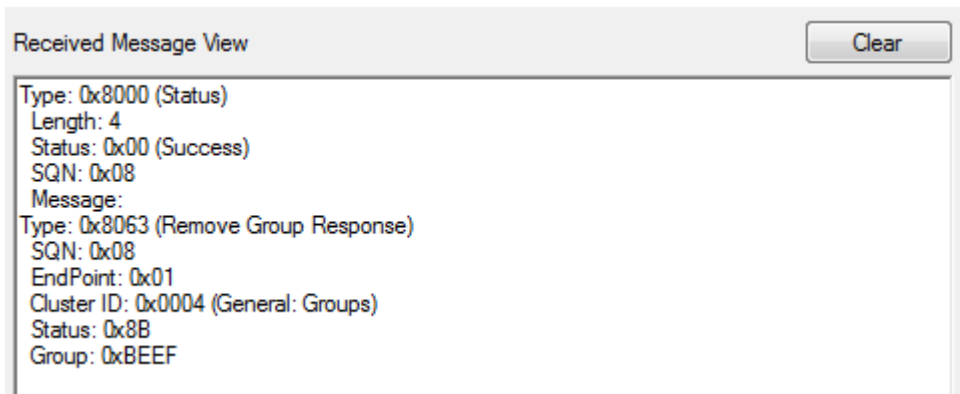 Received Message View
Clear
Type: 0x8000 (Status)
Length: 4
Status: 0x00 (Success)
SQN: 0x08
Message:
Type: 0x8063 (Remove Group Response)
SQN: 0x08
EndPoint: 0x01
Cluster ID: 0x0004 (General: Groups)
Status: 0x8B
Group: 0xBEEF